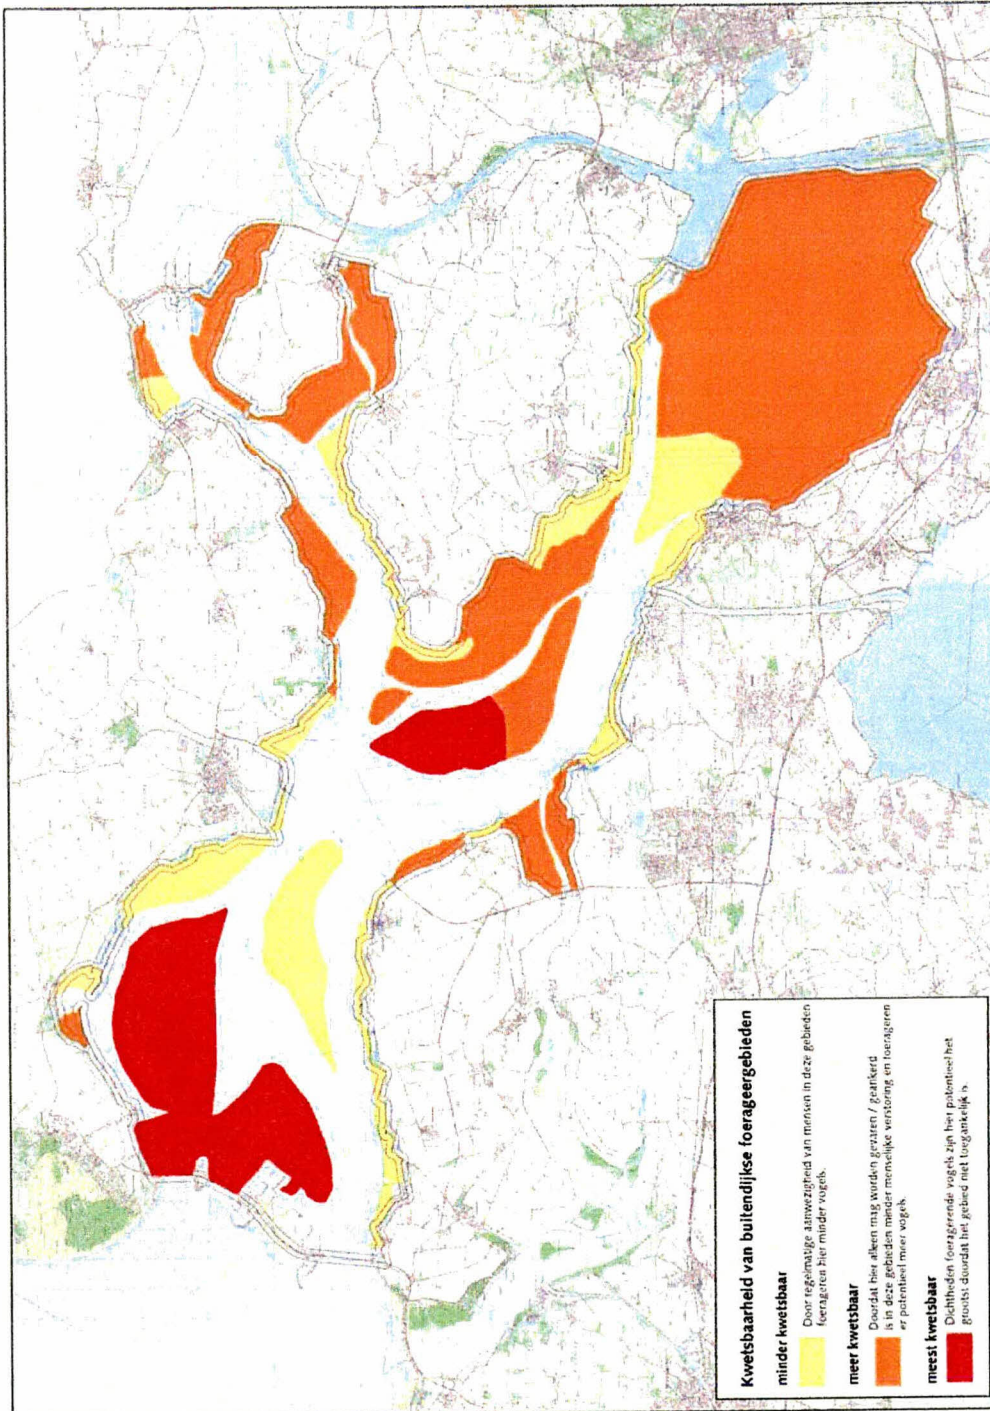 Kwetsbaarheid van buitendijkse foerageergebieden
minder kwetsbaar
Door regelmatige aanwezigheid van mensen in deze gebieden
foerageren hier minder vogels.
meer kwetsbaar
Doordat hier alleen mag worden gevaren / geankerd
is in deze gebieden minder menselijke verstoring en foerageren
er potentieel meer vogels.
meest kwetsbaar
Dichtheden foeragerende vogels zijn hier potentieel het
grootst doordat het gebied niet toegankelijk is.